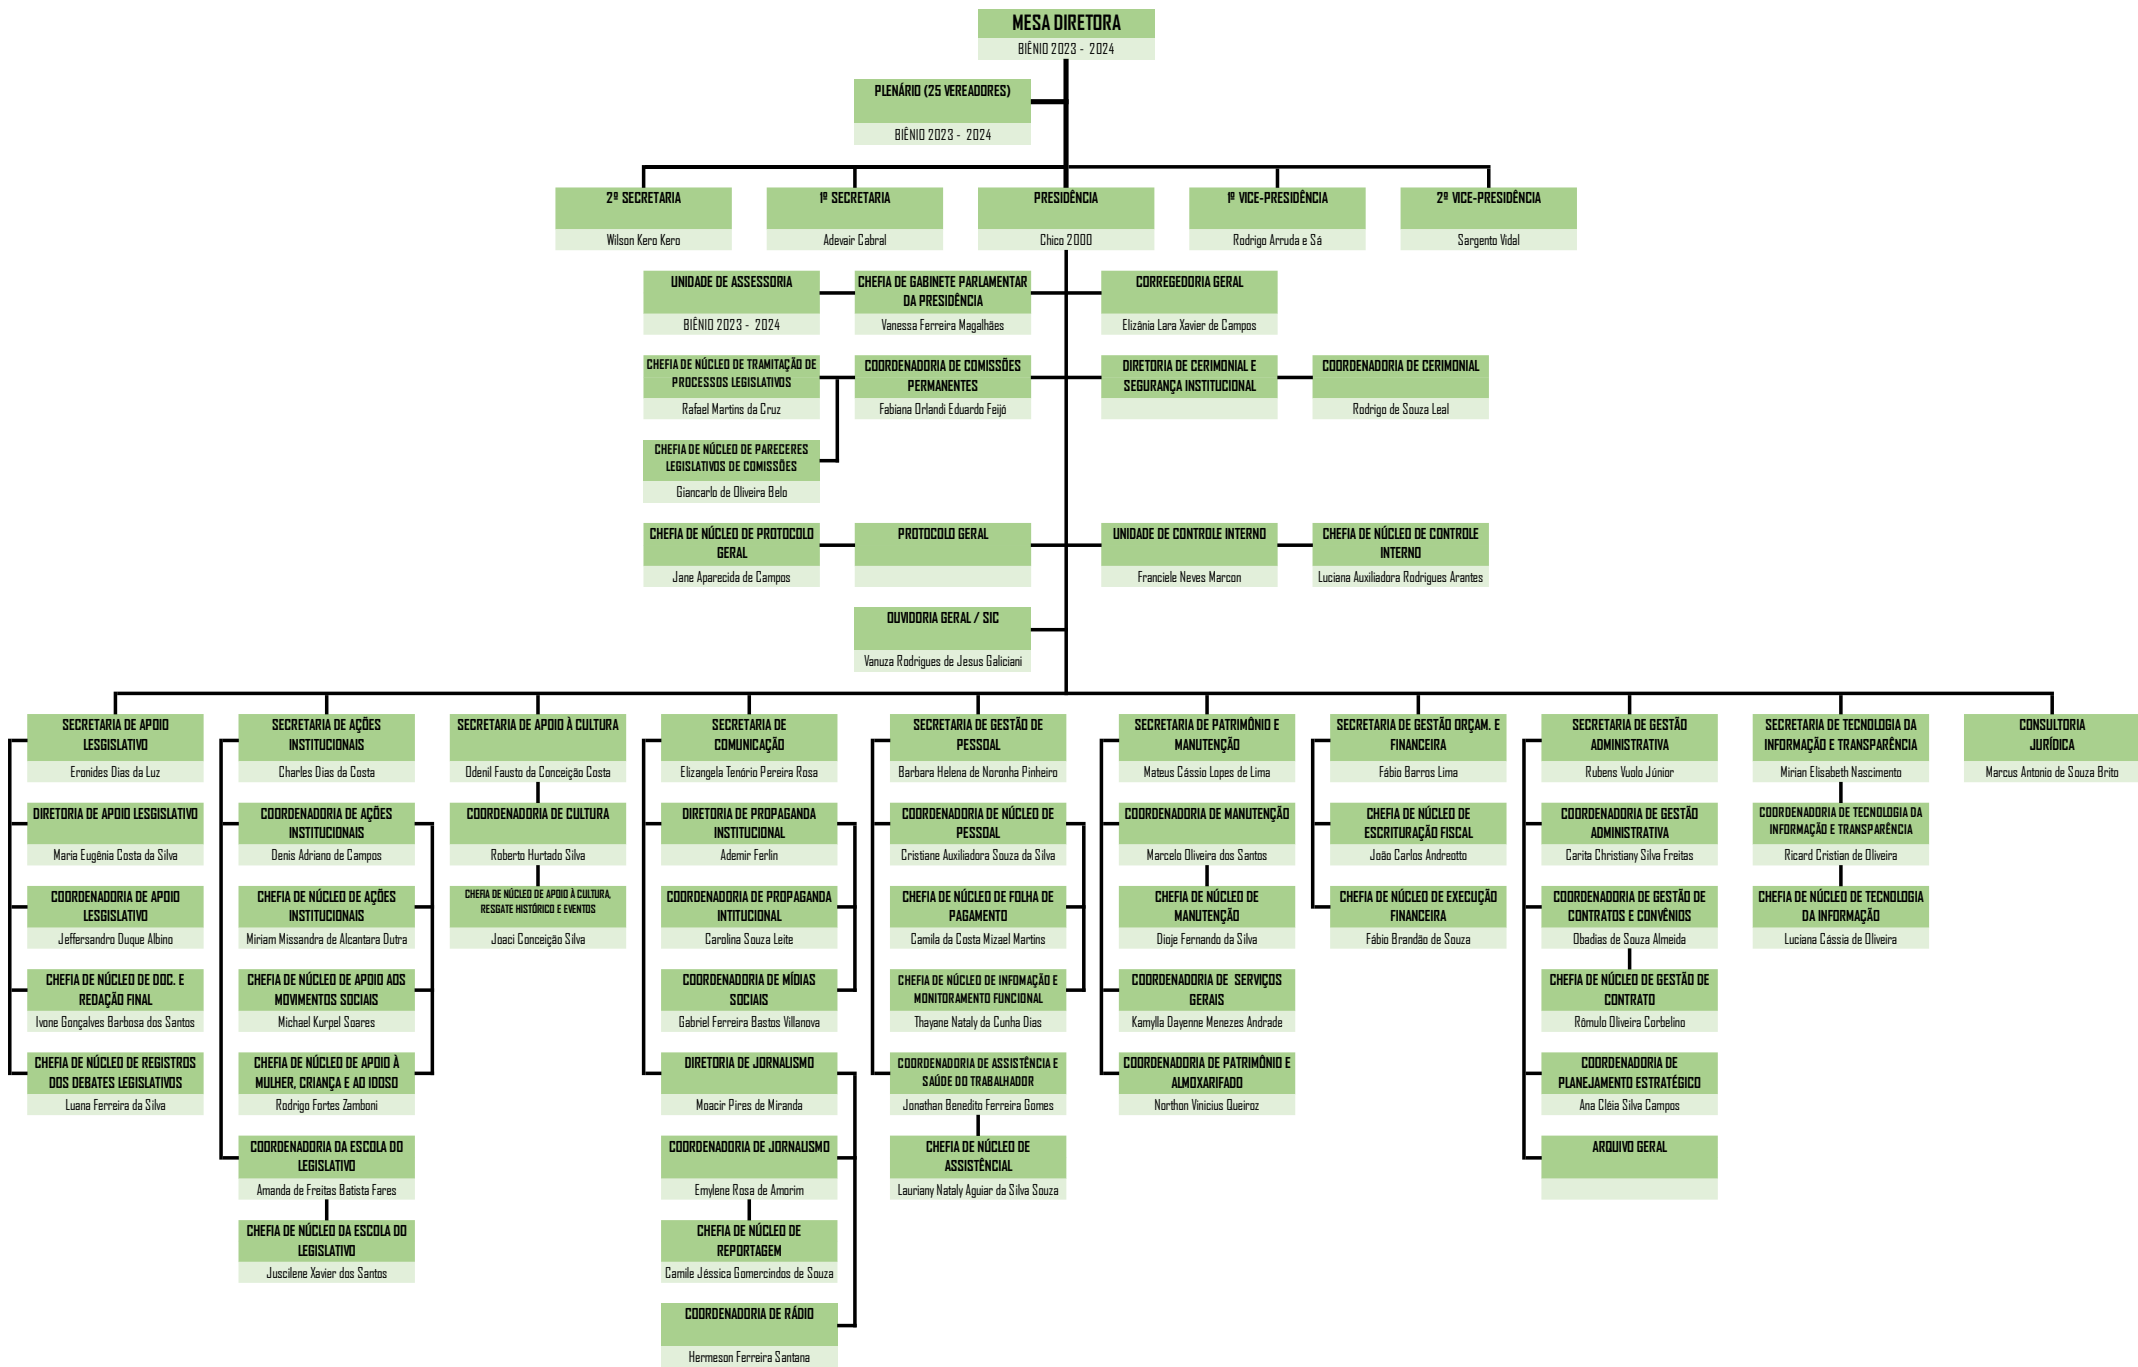 MESA DIRETORA
BIÊNIO 2023 - 2024
PLENÁRIO (25 VEREADORES)
BIÊNIO 2023 - 2024
2ª SECRETARIA
Wilson Kero Kero
1ª SECRETARIA
Adevair Cabral
PRESIDÊNCIA
Chico 2000
1ª VICE-PRESIDÊNCIA
Rodrigo Arruda e Sá
2ª VICE-PRESIDÊNCIA
Sargento Vidal
UNIDADE DE ASSESSORIA
BIÊNIO 2023 - 2024
CHEFIA DE GABINETE PARLAMENTAR
DA PRESIDÊNCIA
Vanessa Ferreira Magalhães
CORREGEDORIA GERAL
Elizânia Lara Xavier de Campos
CHEFIA DE NÚCLEO DE TRAMITAÇÃO DE
PROCESSOS LEGISLATIVOS
Rafael Martins da Cruz
COORDENADORIA DE COMISSÕES
PERMANENTES
Fabiana Orlandi Eduardo Feijó
DIRETORIA DE CERIMONIAL E
SEGURANÇA INSTITUCIONAL
COORDENADORIA DE CERIMONIAL
Rodrigo de Souza Leal
CHEFIA DE NÚCLEO DE PARECERES
LEGISLATIVOS DE COMISSÕES
Giancarlo de Oliveira Belo
CHEFIA DE NÚCLEO DE PROTOCOLO
GERAL
Jane Aparecida de Campos
PROTOCOLO GERAL
UNIDADE DE CONTROLE INTERNO
Franciele Neves Marcon
CHEFIA DE NÚCLEO DE CONTROLE
INTERNO
Luciana Auxiliadora Rodrigues Arantes
OUVIDORIA GERAL / SIC
Vanuza Rodrigues de Jesus Galiciani
SECRETARIA DE APOIO
LESGISLATIVO
Eronides Dias da Luz
DIRETORIA DE APOIO LESGISLATIVO
Maria Eugênia Costa da Silva
COORDENADORIA DE APOIO
LESGISLATIVO
Jeffersandro Duque Albino
CHEFIA DE NÚCLEO DE DOC. E
REDAÇÃO FINAL
Ivone Gonçalves Barbosa dos Santos
CHEFIA DE NÚCLEO DE REGISTROS
DOS DEBATES LEGISLATIVOS
Luana Ferreira da Silva
SECRETARIA DE AÇÕES
INSTITUCIONAIS
Charles Dias da Costa
COORDENADORIA DE AÇÕES
INSTITUCIONAIS
Denis Adriano de Campos
CHEFIA DE NÚCLEO DE AÇÕES
INSTITUCIONAIS
Miriam Missandra de Alcantara Dutra
CHEFIA DE NÚCLEO DE APOIO AOS
MOVIMENTOS SOCIAIS
Michael Kurpel Soares
CHEFIA DE NÚCLEO DE APOIO À
MULHER, CRIANÇA E AO IDOSO
Rodrigo Fortes Zamboni
COORDENADORIA DA ESCOLA DO
LEGISLATIVO
Amanda de Freitas Batista Fares
CHEFIA DE NÚCLEO DA ESCOLA DO
LEGISLATIVO
Juscilene Xavier dos Santos
SECRETARIA DE APOIO À CULTURA
Odenil Fausto da Conceição Costa
COORDENADORIA DE CULTURA
Roberto Hurtado Silva
CHEFIA DE NÚCLEO DE APOIO À CULTURA,
RESGATE HISTÓRICO E EVENTOS
Joaci Conceição Silva
SECRETARIA DE
COMUNICAÇÃO
Elizangela Tenório Pereira Rosa
DIRETORIA DE PROPAGANDA
INSTITUCIONAL
Ademir Ferlin
COORDENADORIA DE PROPAGANDA
INTITUCIONAL
Carolina Souza Leite
COORDENADORIA DE MÍDIAS
SOCIAIS
Gabriel Ferreira Bastos Villanova
DIRETORIA DE JORNALISMO
Moacir Pires de Miranda
COORDENADORIA DE JORNALISMO
Emylene Rosa de Amorim
CHEFIA DE NÚCLEO DE
REPORTAGEM
Camile Jéssica Gomercindos de Souza
COORDENADORIA DE RÁDIO
Hermeson Ferreira Santana
SECRETARIA DE GESTÃO DE
PESSOAL
Barbara Helena de Noronha Pinheiro
COORDENADORIA DE NÚCLEO DE
PESSOAL
Cristiane Auxiliadora Souza da Silva
CHEFIA DE NÚCLEO DE FOLHA DE
PAGAMENTO
Camila da Costa Mizael Martins
CHEFIA DE NÚCLEO DE INFOMAÇÃO E
MONITORAMENTO FUNCIONAL
Thayane Nataly da Cunha Dias
COORDENADORIA DE ASSISTÊNCIA E
SAÚDE DO TRABALHADOR
Jonathan Benedito Ferreira Gomes
CHEFIA DE NÚCLEO DE
ASSISTÊNCIAL
Lauriany Nataly Aguiar da Silva Souza
SECRETARIA DE PATRIMÔNIO E
MANUTENÇÃO
Mateus Cássio Lopes de Lima
COORDENADORIA DE MANUTENÇÃO
Marcelo Oliveira dos Santos
CHEFIA DE NÚCLEO DE
MANUTENÇÃO
Dioje Fernando da Silva
COORDENADORIA DE SERVIÇOS
GERAIS
Kamylla Dayenne Menezes Andrade
COORDENADORIA DE PATRIMÔNIO E
ALMOXARIFADO
Northon Vinicius Queiroz
SECRETARIA DE GESTÃO ORÇAM. E
FINANCEIRA
Fábio Barros Lima
CHEFIA DE NÚCLEO DE
ESCRITURAÇÃO FISCAL
João Carlos Andreotto
CHEFIA DE NÚCLEO DE EXECUÇÃO
FINANCEIRA
Fábio Brandão de Souza
SECRETARIA DE GESTÃO
ADMINISTRATIVA
Rubens Vuolo Júnior
COORDENADORIA DE GESTÃO
ADMINISTRATIVA
Carita Christiany Silva Freitas
COORDENADORIA DE GESTÃO DE
CONTRATOS E CONVÊNIOS
Obadias de Souza Almeida
CHEFIA DE NÚCLEO DE GESTÃO DE
CONTRATO
Rômulo Oliveira Corbelino
COORDENADORIA DE
PLANEJAMENTO ESTRATÉGICO
Ana Cléia Silva Campos
ARQUIVO GERAL
SECRETARIA DE TECNOLOGIA DA
INFORMAÇÃO E TRANSPARÊNCIA
Mirian Elisabeth Nascimento
COORDENADORIA DE TECNOLOGIA DA
INFORMAÇÃO E TRANSPARÊNCIA
Ricard Cristian de Oliveira
CHEFIA DE NÚCLEO DE TECNOLOGIA
DA INFORMAÇÃO
Luciana Cássia de Oliveira
CONSULTORIA
JURÍDICA
Marcus Antonio de Souza Brito